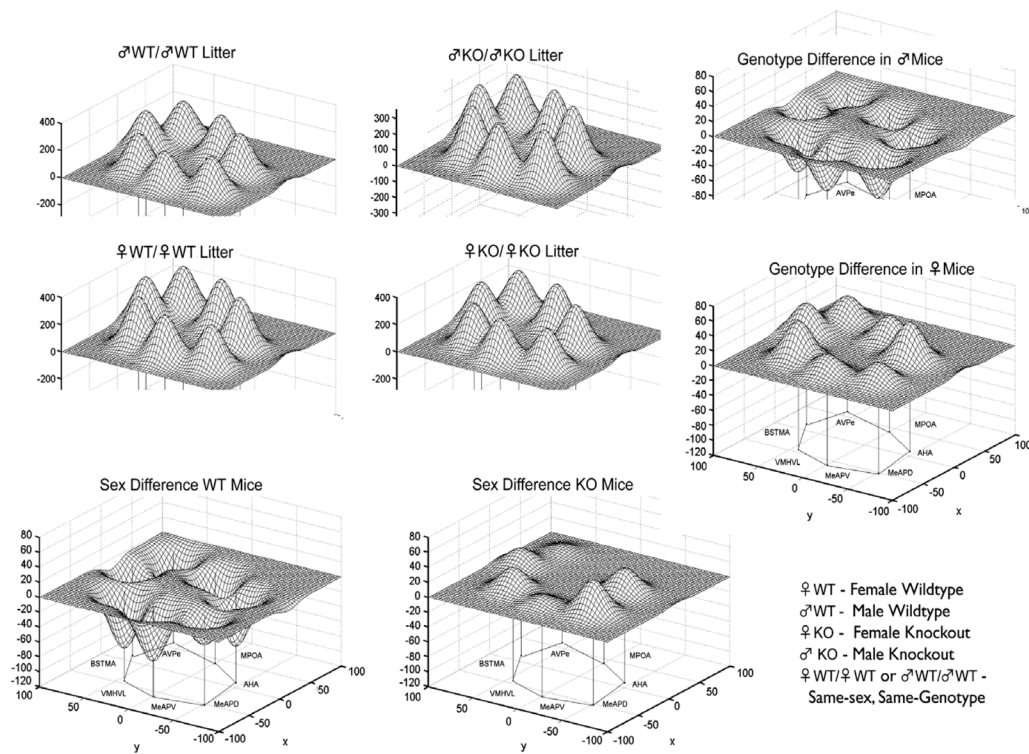 ♂WT/♂WT Litter
400
200
0
-200
♂KO/♂KO Litter
300
200
100
0
-100
-200
-300
Genotype Difference in ♂Mice
80
60
40
20
0
-20
-40
-60
-80
AVPe
MPOA
♀WT/♀WT Litter
400
200
0
-200
♀KO/♀KO Litter
400
200
0
-200
Genotype Difference in ♀Mice
80
60
40
20
0
-20
-40
-60
-80
-100
-120
100
50
0
-50
-100
y
-100
-50
0
50
100
x
BSTMA
AVPe
MPOA
AHA
VMHVL
MeAPV
MeAPD
Sex Difference WT Mice
80
60
40
20
0
-20
-40
-60
-80
-100
-120
100
50
0
-50
-100
y
-100
-50
0
50
100
x
BSTMA
AVPe
MPOA
AHA
VMHVL
MeAPV
MeAPD
Sex Difference KO Mice
80
60
40
20
0
-20
-40
-60
-80
-100
-120
100
50
0
-50
-100
y
-100
-50
0
50
100
x
BSTMA
AVPe
MPOA
AHA
VMHVL
MeAPV
MeAPD
♀WT - Female Wildtype
♂WT - Male Wildtype
♀KO - Female Knockout
♂ KO - Male Knockout
♀WT/♀WT or ♂WT/♂WT -
Same-sex, Same-Genotype